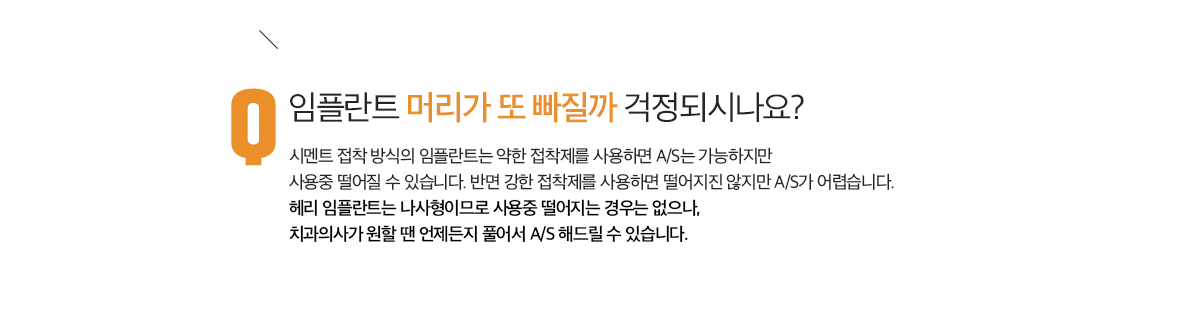 Q 임플란트 머리가 또 빠질까 걱정되시나요?
시멘트 접착 방식의 임플란트는 약한 접착제를 사용하면 A/S는 가능하지만
사용중 떨어질 수 있습니다. 반면 강한 접착제를 사용하면 떨어지진 않지만 A/S가 어렵습니다.
헤리 임플란트는 나사형이므로 사용중 떨어지는 경우는 없으나,
치과의사가 원할 땐 언제든지 풀어서 A/S 해드릴 수 있습니다.